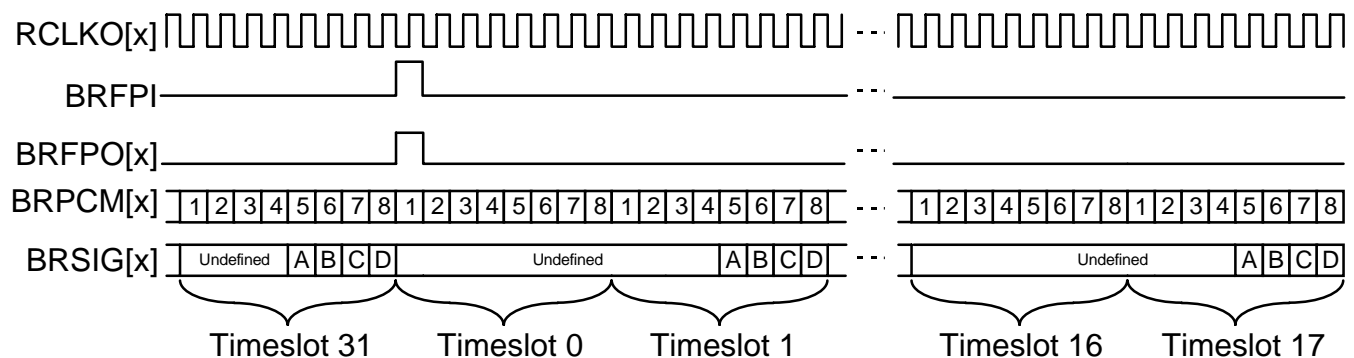 RCLKO[x]
BRFPI
BRFPO[x]
BRPCM[x] 1 2 3 4 5 6 7 8 1 2 3 4 5 6 7 8 1 2 3 4 5 6 7 8 1 2 3 4 5 6 7 8 1 2 3 4 5 6 7 8
BRSIG[x] Undefined A B C D Undefined A B C D Undefined A B C D
Timeslot 31 Timeslot 0 Timeslot 1 Timeslot 16 Timeslot 17